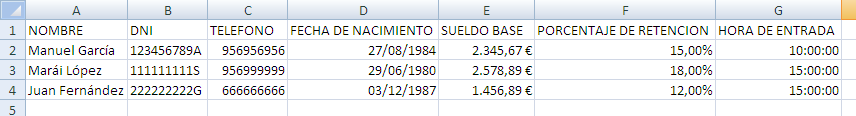 A B C D E F G
1 NOMBRE DNI TELEFONO FECHA DE NACIMIENTO SUELDO BASE PORCENTAJE DE RETENCION HORA DE ENTRADA
2 Manuel García 123456789A 956956956 27/08/1984 2.345,67 € 15,00% 10:00:00
3 Marái López 111111111S 956999999 29/06/1980 2.578,89 € 18,00% 15:00:00
4 Juan Fernández 222222222G 666666666 03/12/1987 1.456,89 € 12,00% 15:00:00
5